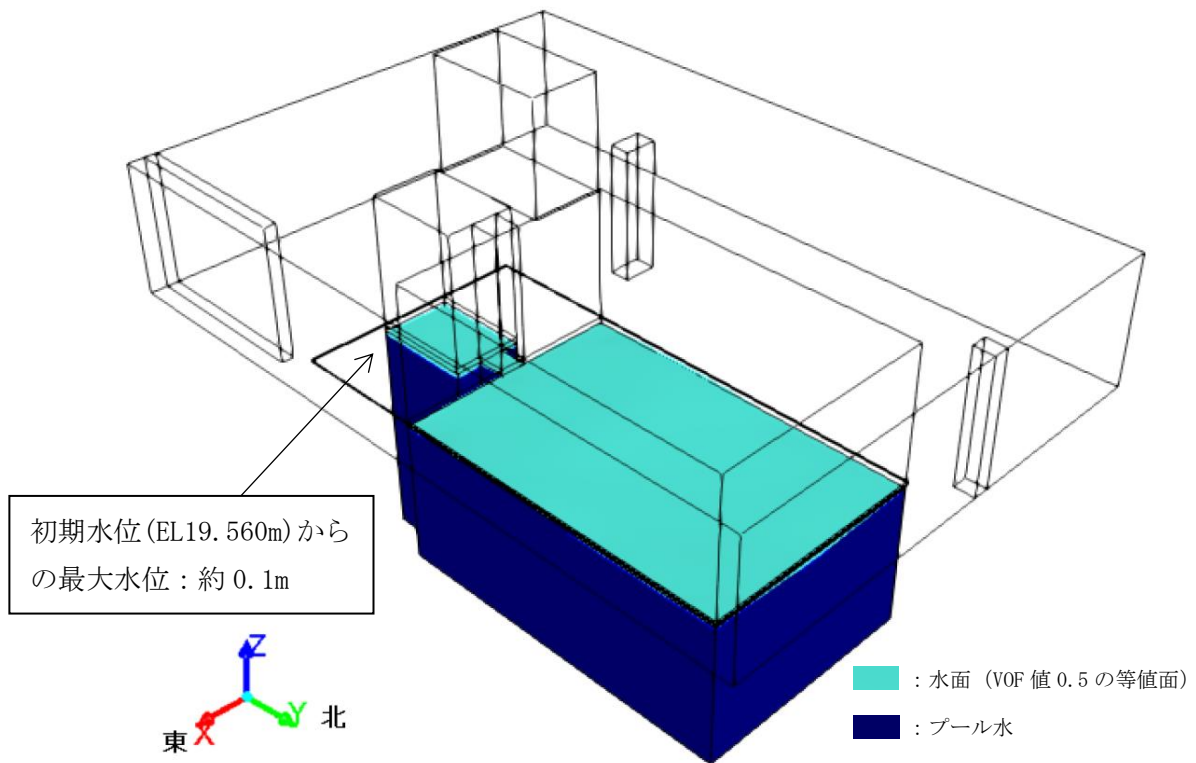 初期水位(EL19.560m)から
の最大水位：約 0.1m
Z
Y 北
東 X
：水面（VOF 値 0.5 の等値面）
：プール水